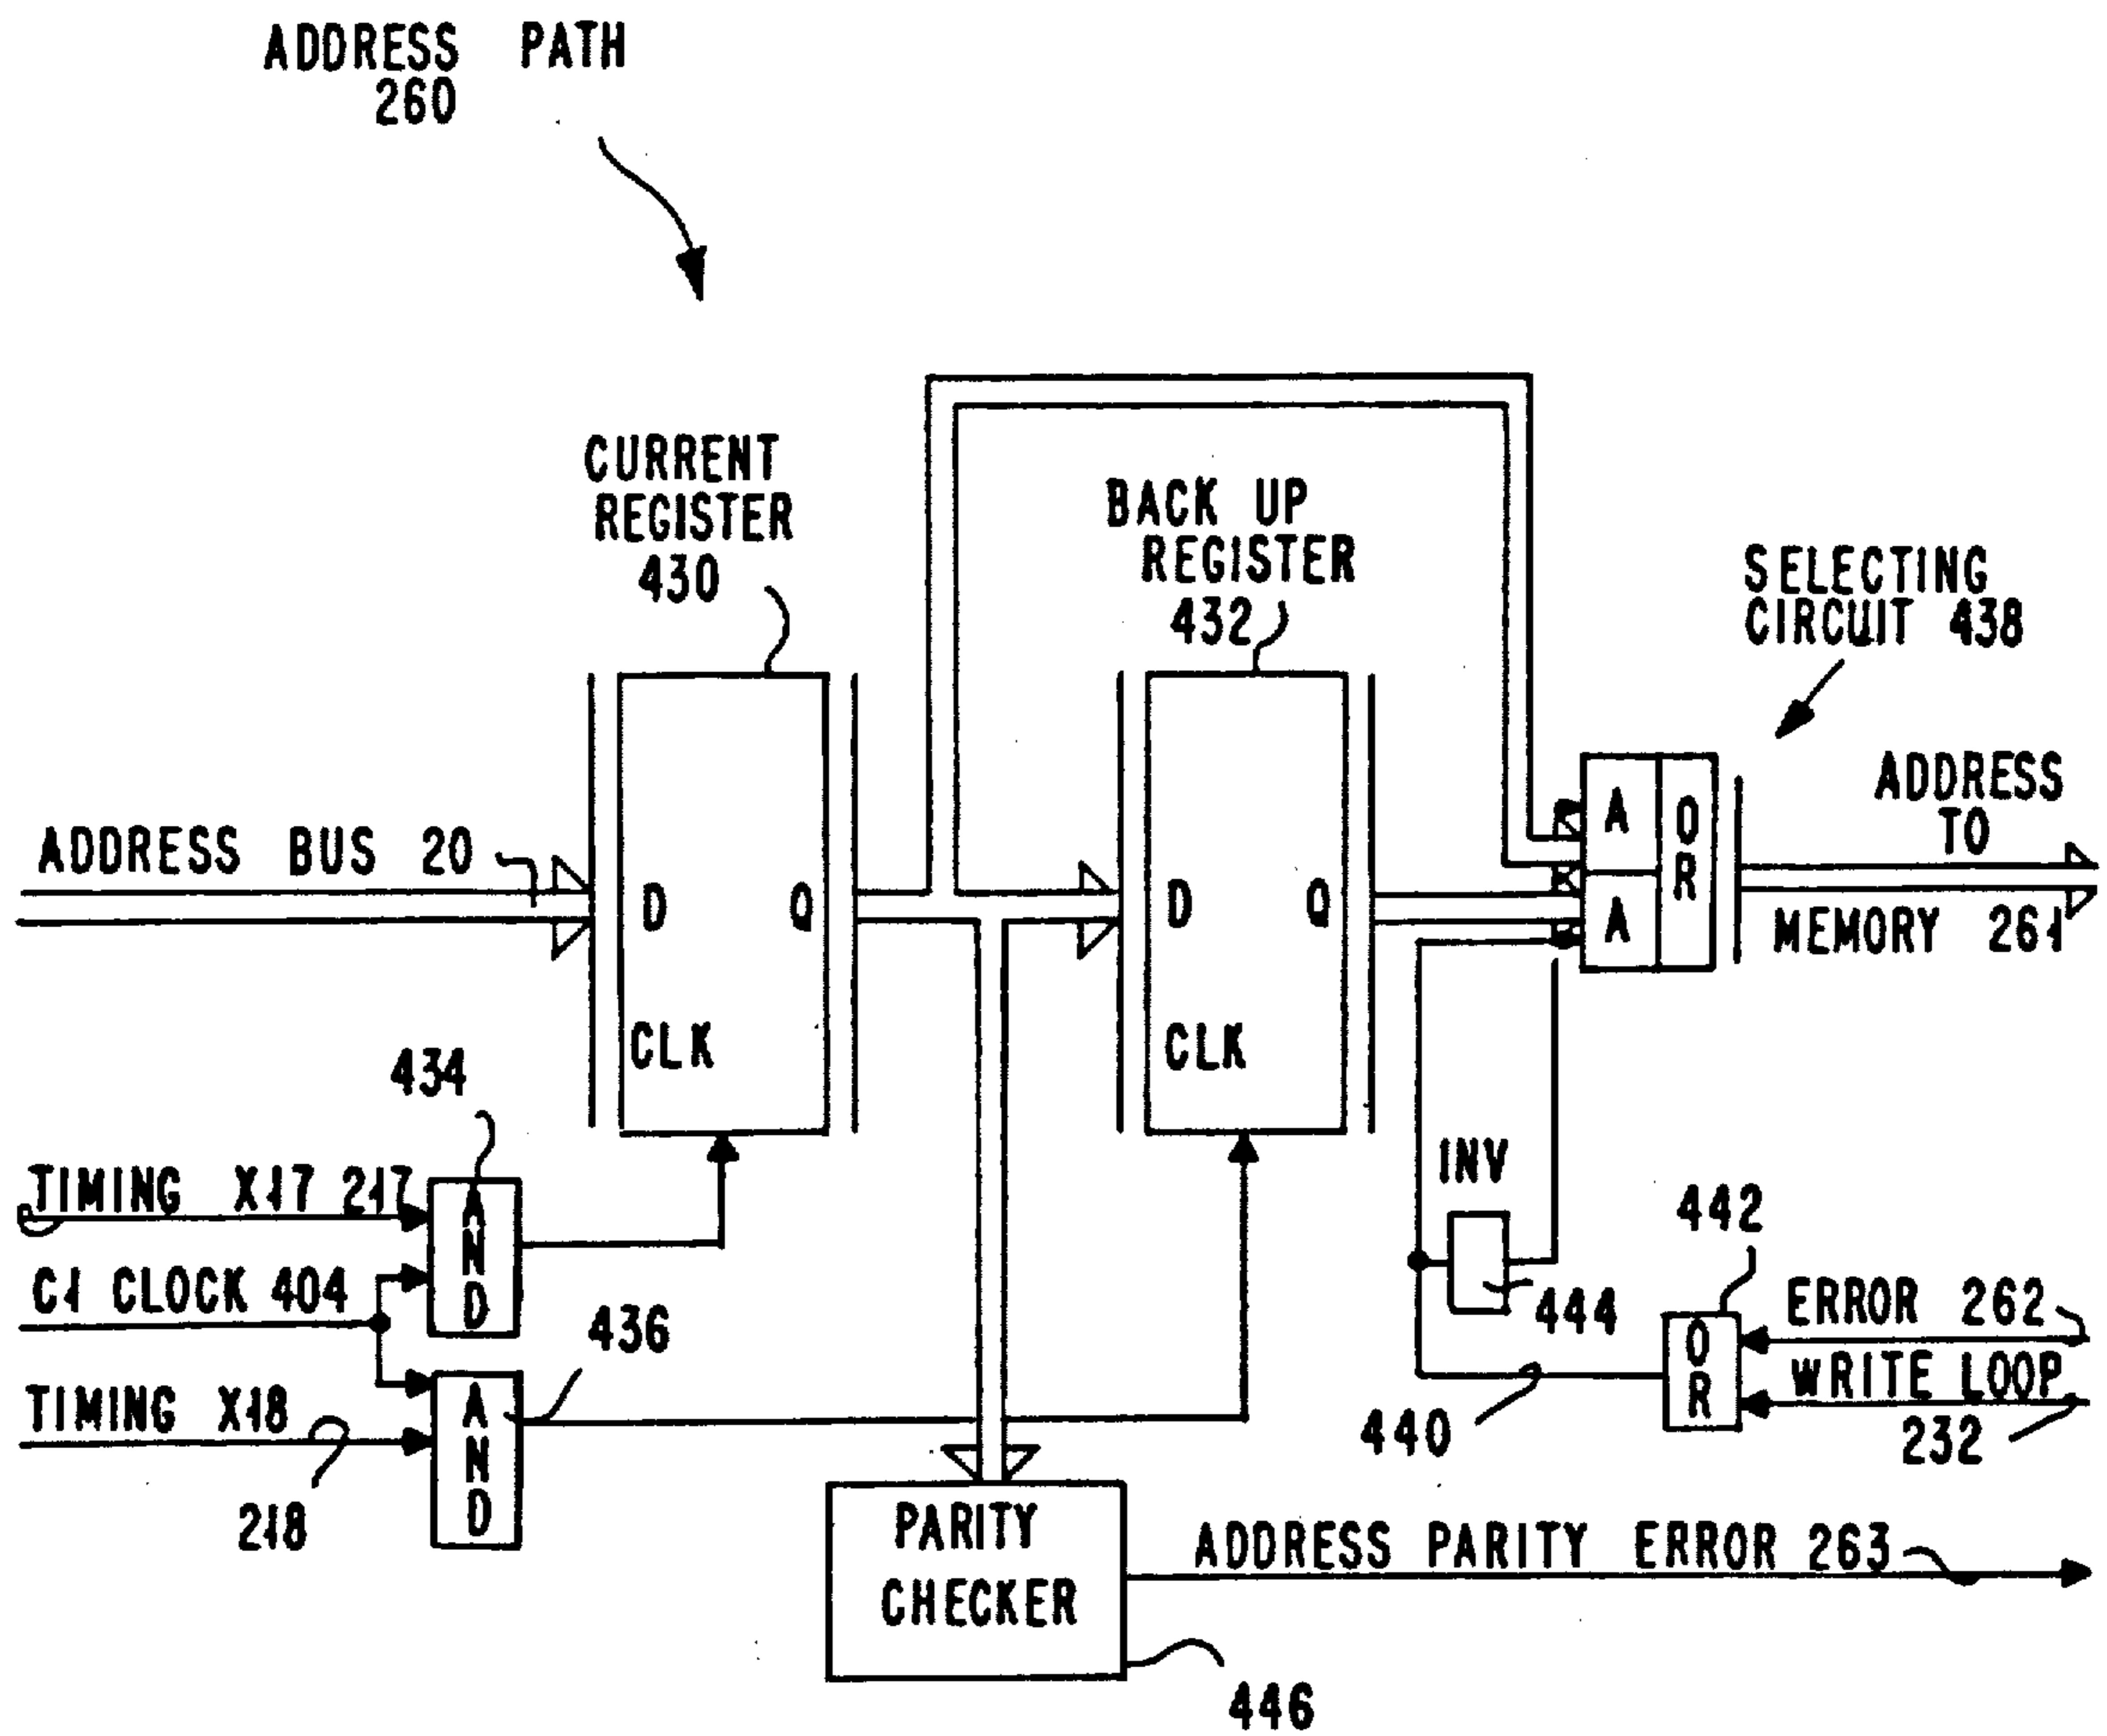 ADDRESS PATH
260
CURRENT
REGISTER
430
BACK UP
REGISTER
432
SELECTING
CIRCUIT 438
ADDRESS BUS 20
D Q
CLK
D Q
CLK
A
A
OR
ADDRESS
TO
MEMORY 261
434
TIMING X17 217
AND
C1 CLOCK 404
436
TIMING X18
218
AND
INV
444
442
OR
ERROR 262
WRITE LOOP
232
440
PARITY
CHECKER
446
ADDRESS PARITY ERROR 263